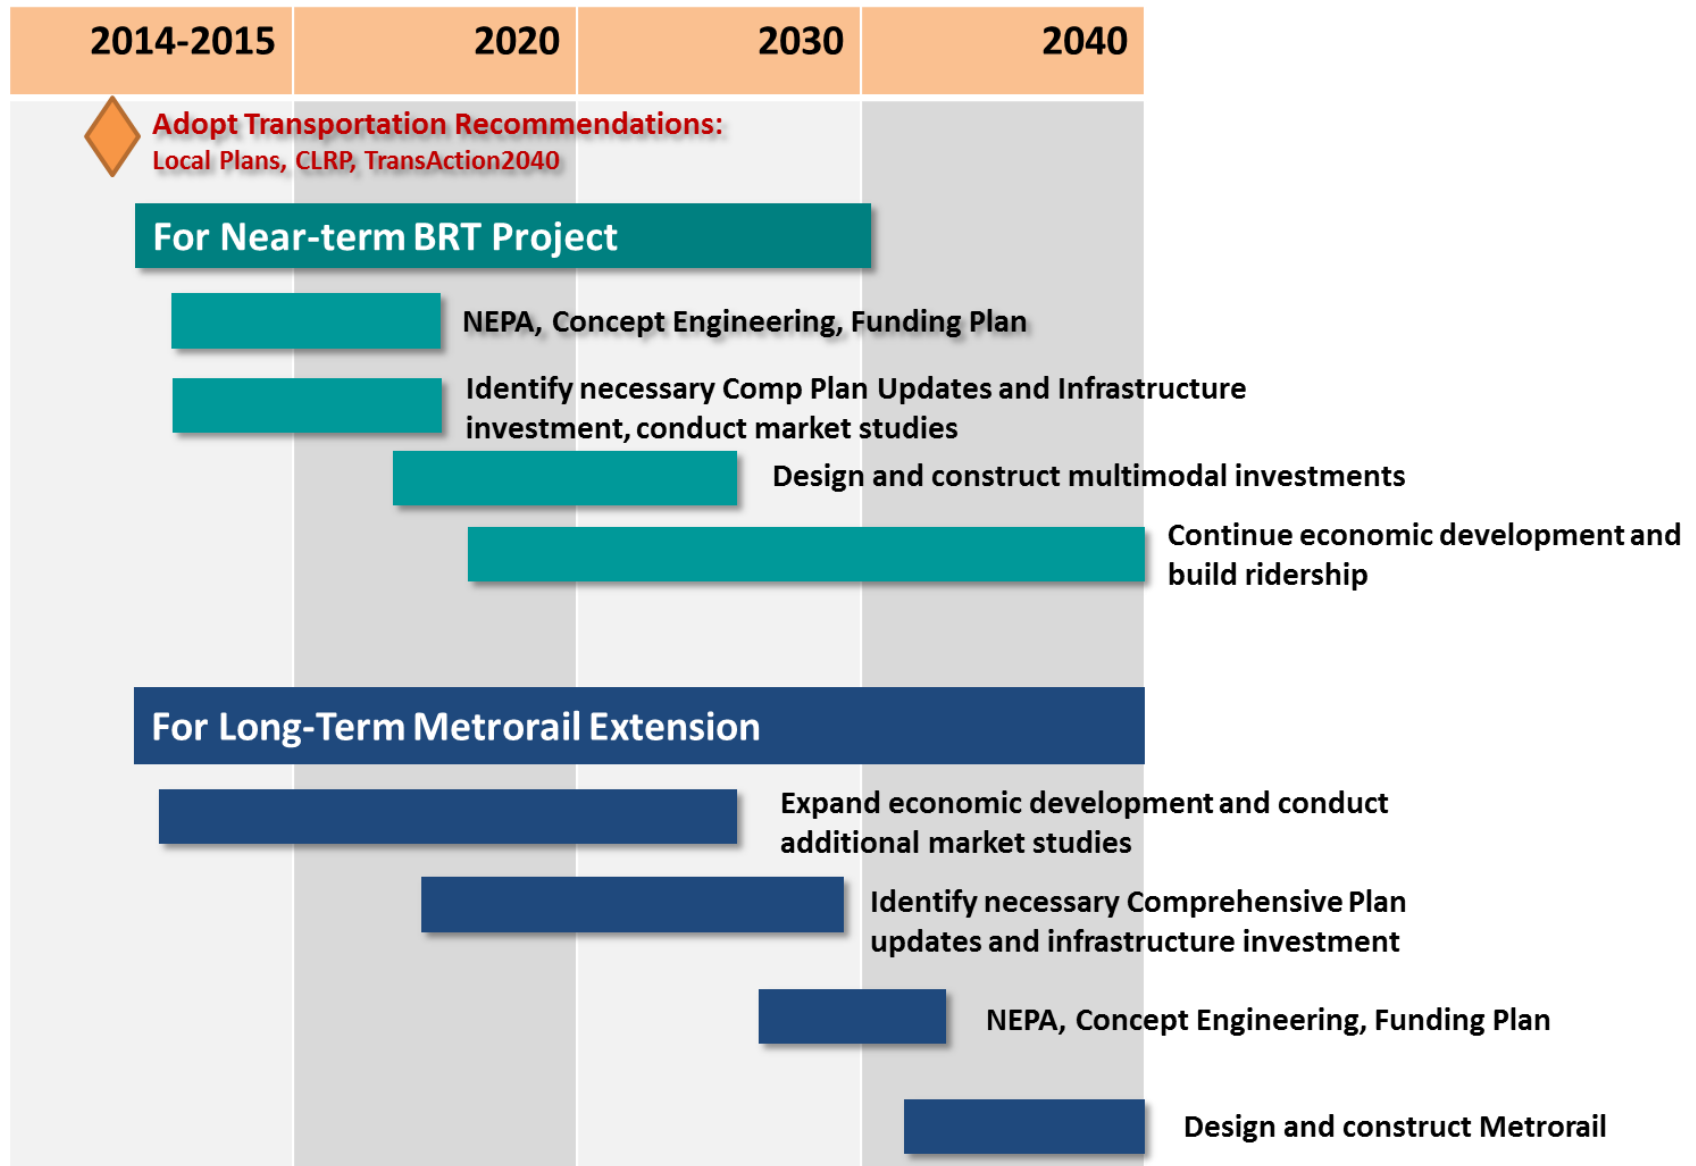 2014-2015 2020 2030 2040
Adopt Transportation Recommendations:
Local Plans, CLRP, TransAction2040
For Near-term BRT Project
NEPA, Concept Engineering, Funding Plan
Identify necessary Comp Plan Updates and Infrastructure
investment, conduct market studies
Design and construct multimodal investments
Continue economic development and
build ridership
For Long-Term Metrorail Extension
Expand economic development and conduct
additional market studies
Identify necessary Comprehensive Plan
updates and infrastructure investment
NEPA, Concept Engineering, Funding Plan
Design and construct Metrorail